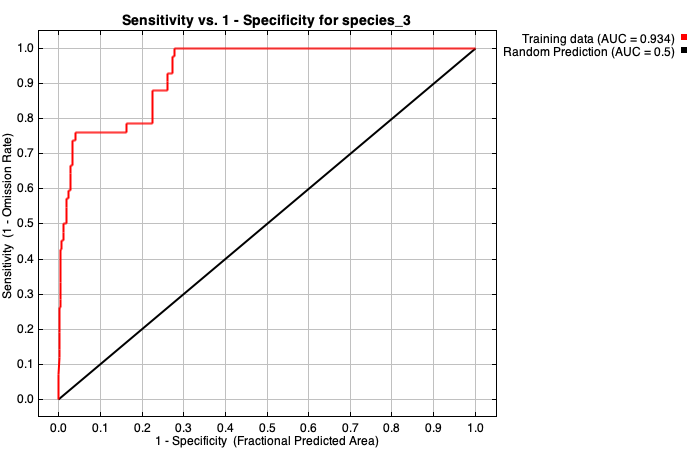 Sensitivity vs. 1 - Specificity for species_3
Training data (AUC = 0.934)
Random Prediction (AUC = 0.5)
Sensitivity (1 - Omission Rate)
1.0
0.9
0.8
0.7
0.6
0.5
0.4
0.3
0.2
0.1
0.0
0.0 0.1 0.2 0.3 0.4 0.5 0.6 0.7 0.8 0.9 1.0
1 - Specificity (Fractional Predicted Area)